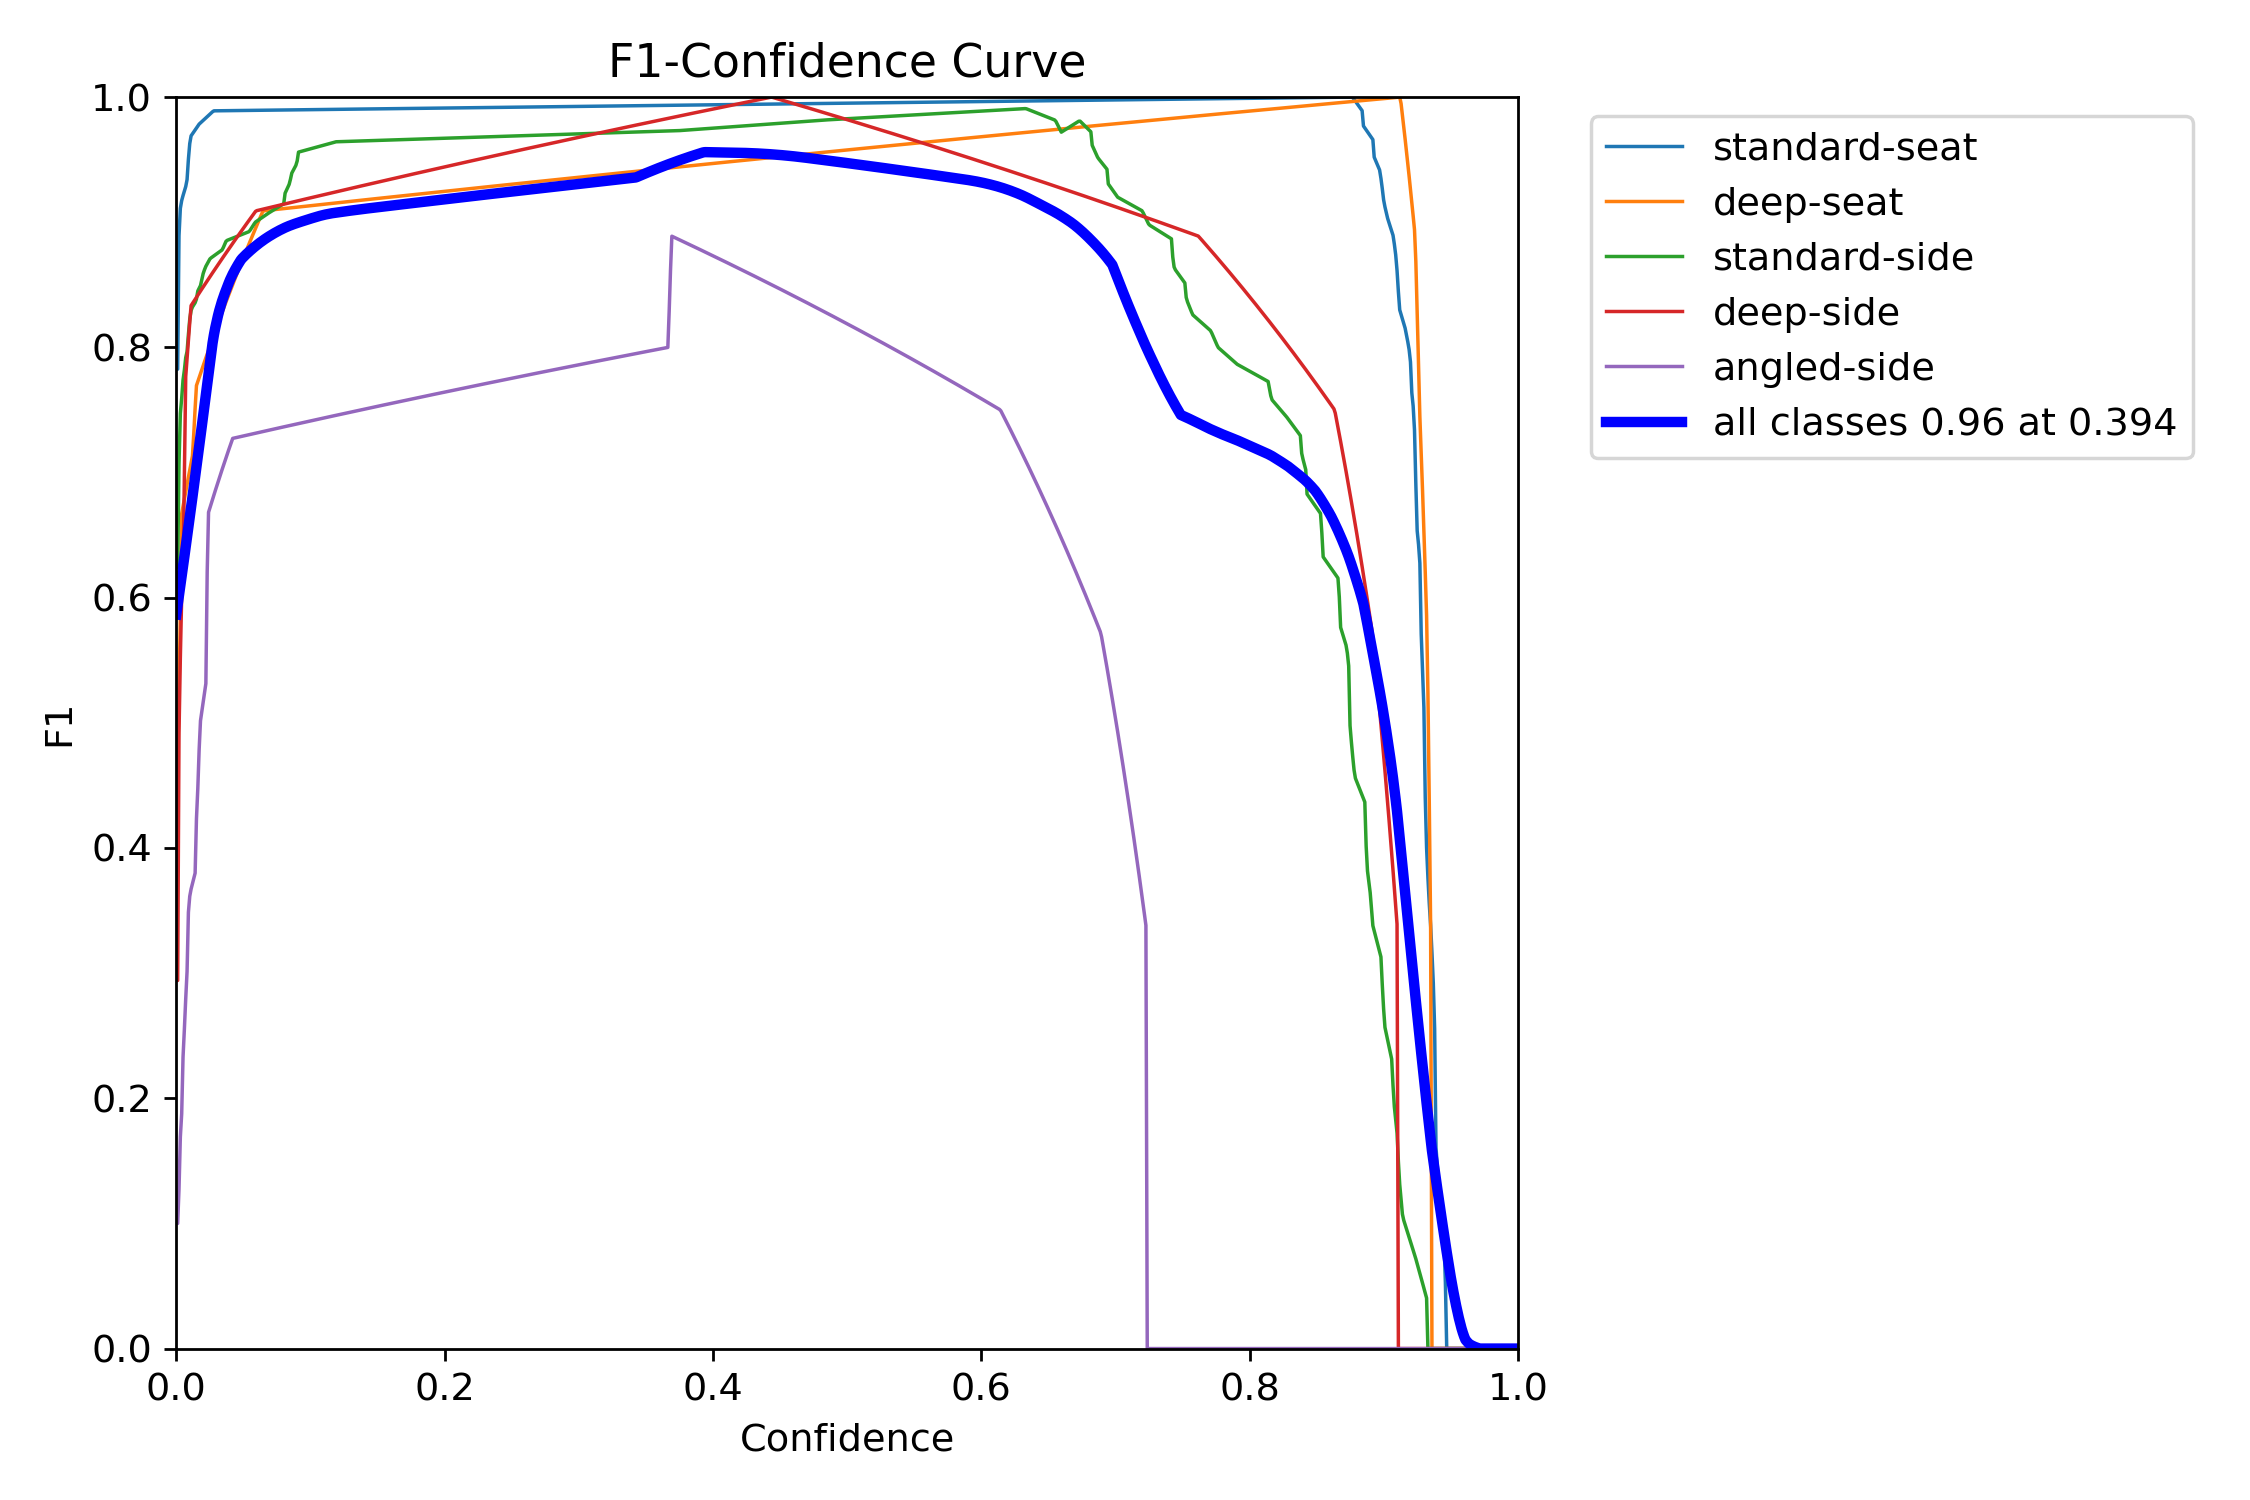 F1-Confidence Curve
1.0
0.8
0.6
0.4
0.2
0.0
F1
0.0 0.2 0.4 0.6 0.8 1.0
Confidence
standard-seat
deep-seat
standard-side
deep-side
angled-side
all classes 0.96 at 0.394